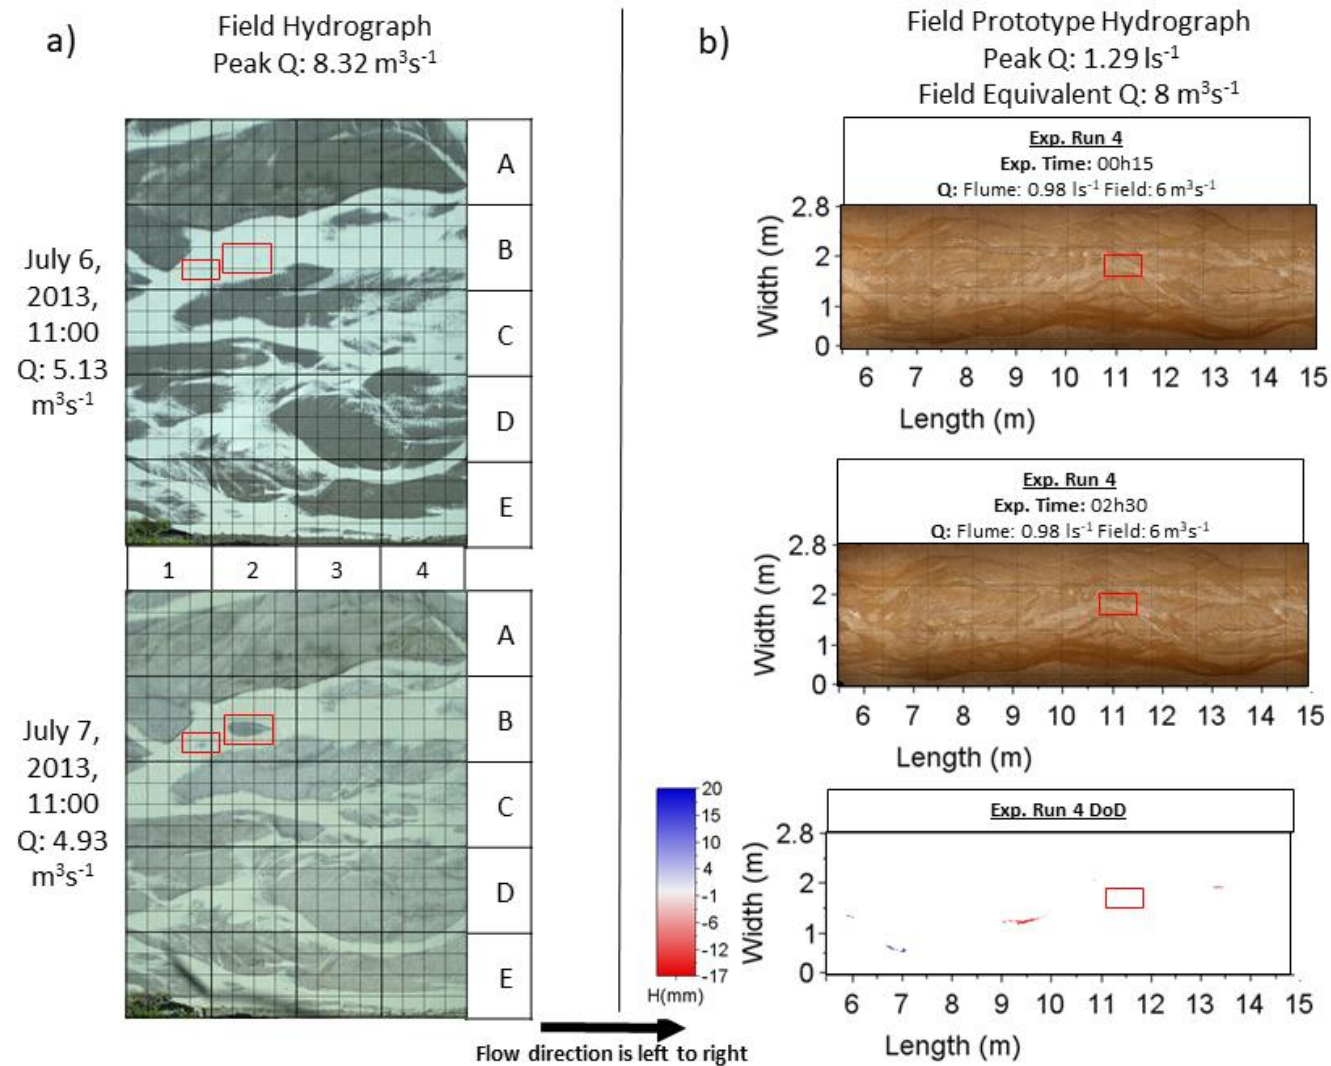 a)
Field Hydrograph
Peak Q: 8.32 m³s⁻¹
A
B
C
D
E
July 6,
2013,
11:00
Q: 5.13
m³s⁻¹
1 2 3 4
A
B
C
D
E
July 7,
2013,
11:00
Q: 4.93
m³s⁻¹
Flow direction is left to right
b)
Field Prototype Hydrograph
Peak Q: 1.29 ls⁻¹
Field Equivalent Q: 8 m³s⁻¹
Exp. Run 4
Exp. Time: 00h15
Q: Flume: 0.98 ls⁻¹ Field: 6 m³s⁻¹
2.8
2
1
0
Width (m)
6 7 8 9 10 11 12 13 14 15
Length (m)
Exp. Run 4
Exp. Time: 02h30
Q: Flume: 0.98 ls⁻¹ Field: 6 m³s⁻¹
2.8
2
1
0
Width (m)
6 7 8 9 10 11 12 13 14 15
Length (m)
20
15
10
4
-1
-6
-12
-17
H(mm)
Exp. Run 4 DoD
2.8
2
1
0
Width (m)
6 7 8 9 10 11 12 13 14 15
Length (m)